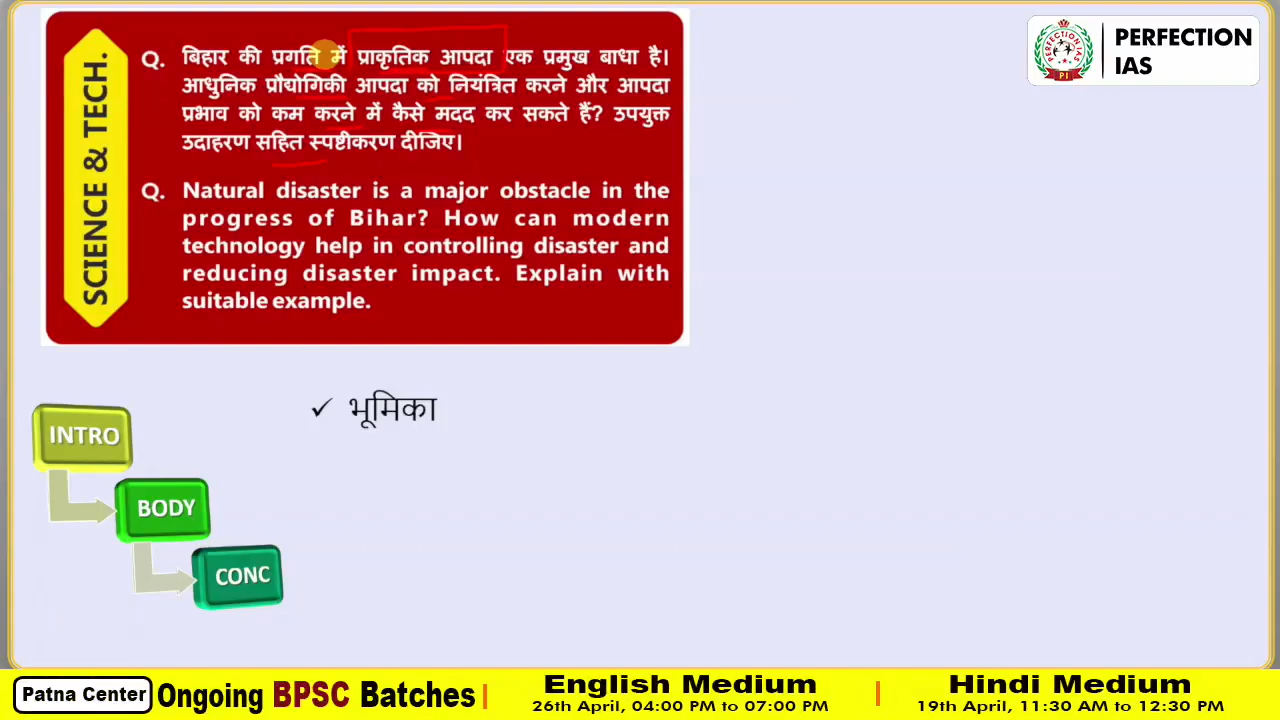 SCIENCE & TECH.
Q. बिहार की प्रगति में प्राकृतिक आपदा एक प्रमुख बाधा है।
आधुनिक प्रौद्योगिकी आपदा को नियंत्रित करने और आपदा
प्रभाव को कम करने में कैसे मदद कर सकते हैं? उपयुक्त
उदाहरण सहित स्पष्टीकरण दीजिए।
Q. Natural disaster is a major obstacle in the
progress of Bihar? How can modern
technology help in controlling disaster and
reducing disaster impact. Explain with
suitable example.
PERFECTION
IAS
PERFECTION IAS
PI
✓ भूमिका
INTRO
BODY
CONC
Patna Center Ongoing BPSC Batches
English Medium
26th April, 04:00 PM to 07:00 PM
Hindi Medium
19th April, 11:30 AM to 12:30 PM